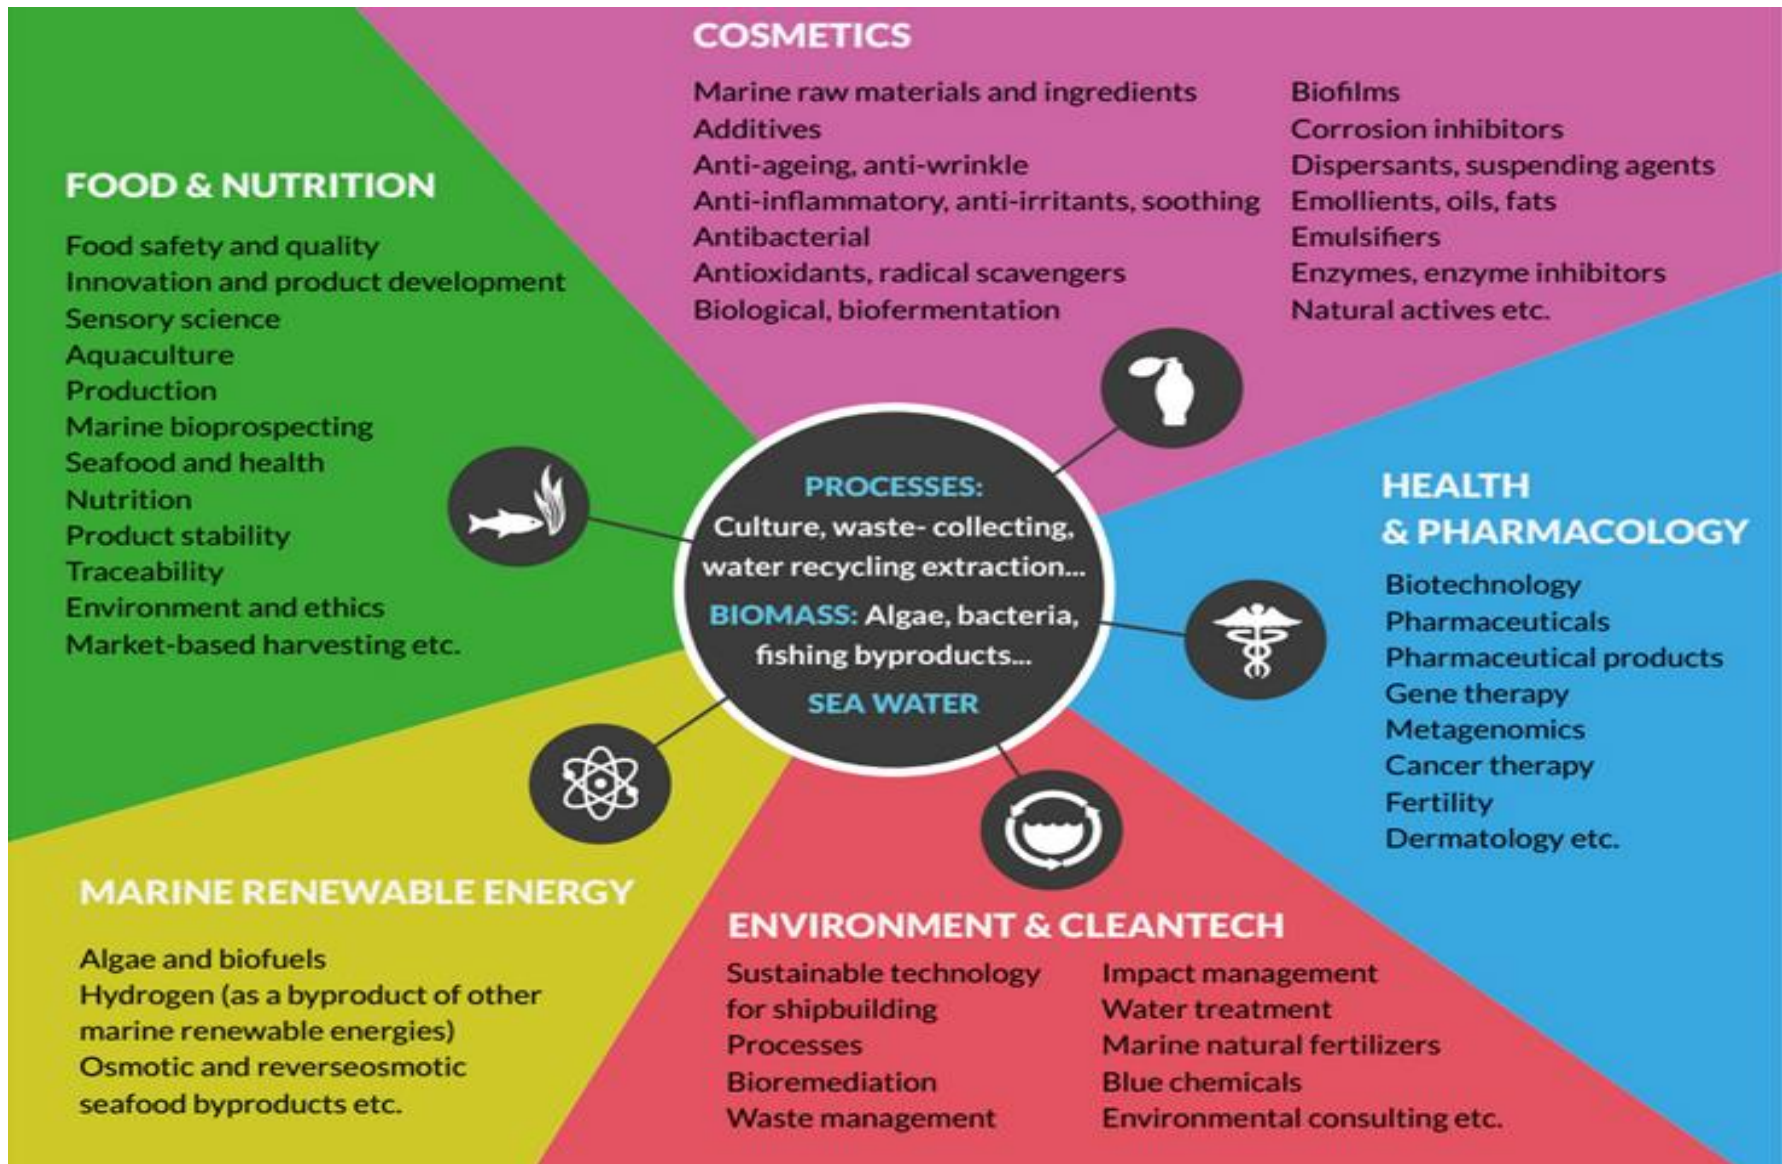 COSMETICS
Marine raw materials and ingredients
Additives
Anti-ageing, anti-wrinkle
Anti-inflammatory, anti-irritants, soothing
Antibacterial
Antioxidants, radical scavengers
Biological, biofermentation
Biofilms
Corrosion inhibitors
Dispersants, suspending agents
Emollients, oils, fats
Emulsifiers
Enzymes, enzyme inhibitors
Natural actives etc.
FOOD & NUTRITION
Food safety and quality
Innovation and product development
Sensory science
Aquaculture
Production
Marine bioprospecting
Seafood and health
Nutrition
Product stability
Traceability
Environment and ethics
Market-based harvesting etc.
PROCESSES:
Culture, waste- collecting,
water recycling extraction...
BIOMASS: Algae, bacteria,
fishing byproducts...
SEA WATER
HEALTH
& PHARMACOLOGY
Biotechnology
Pharmaceuticals
Pharmaceutical products
Gene therapy
Metagenomics
Cancer therapy
Fertility
Dermatology etc.
MARINE RENEWABLE ENERGY
Algae and biofuels
Hydrogen (as a byproduct of other
marine renewable energies)
Osmotic and reverseosmotic
seafood byproducts etc.
ENVIRONMENT & CLEANTECH
Sustainable technology
for shipbuilding
Processes
Bioremediation
Waste management
Impact management
Water treatment
Marine natural fertilizers
Blue chemicals
Environmental consulting etc.